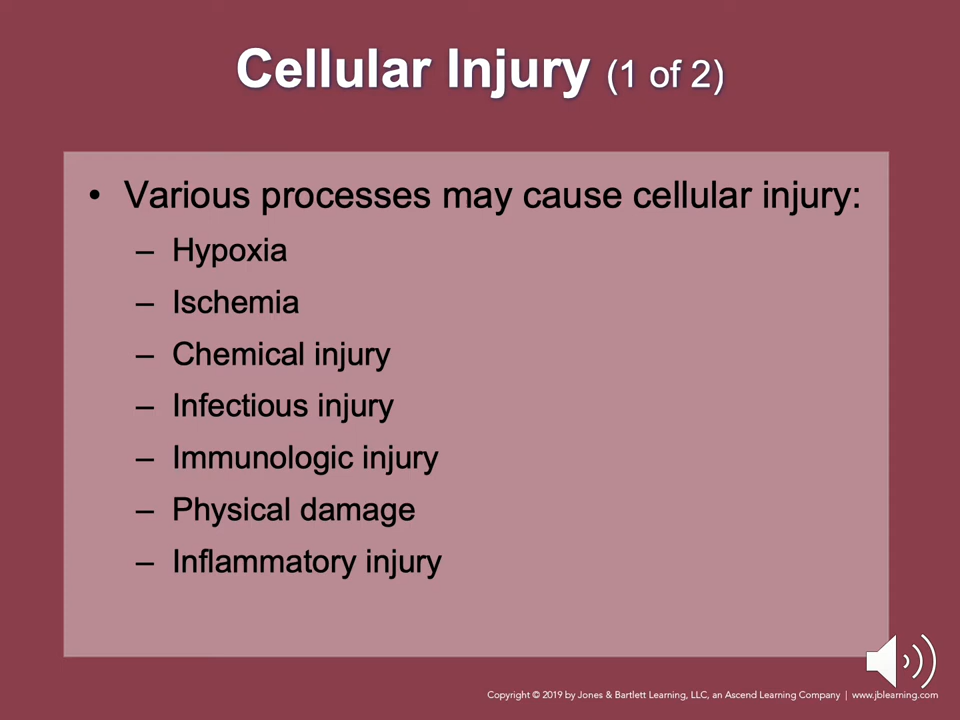 Cellular Injury (1 of 2)
• Various processes may cause cellular injury:
– Hypoxia
– Ischemia
– Chemical injury
– Infectious injury
– Immunologic injury
– Physical damage
– Inflammatory injury
Copyright © 2019 by Jones & Bartlett Learning, LLC, an Ascend Learning Company | www.jblearning.com